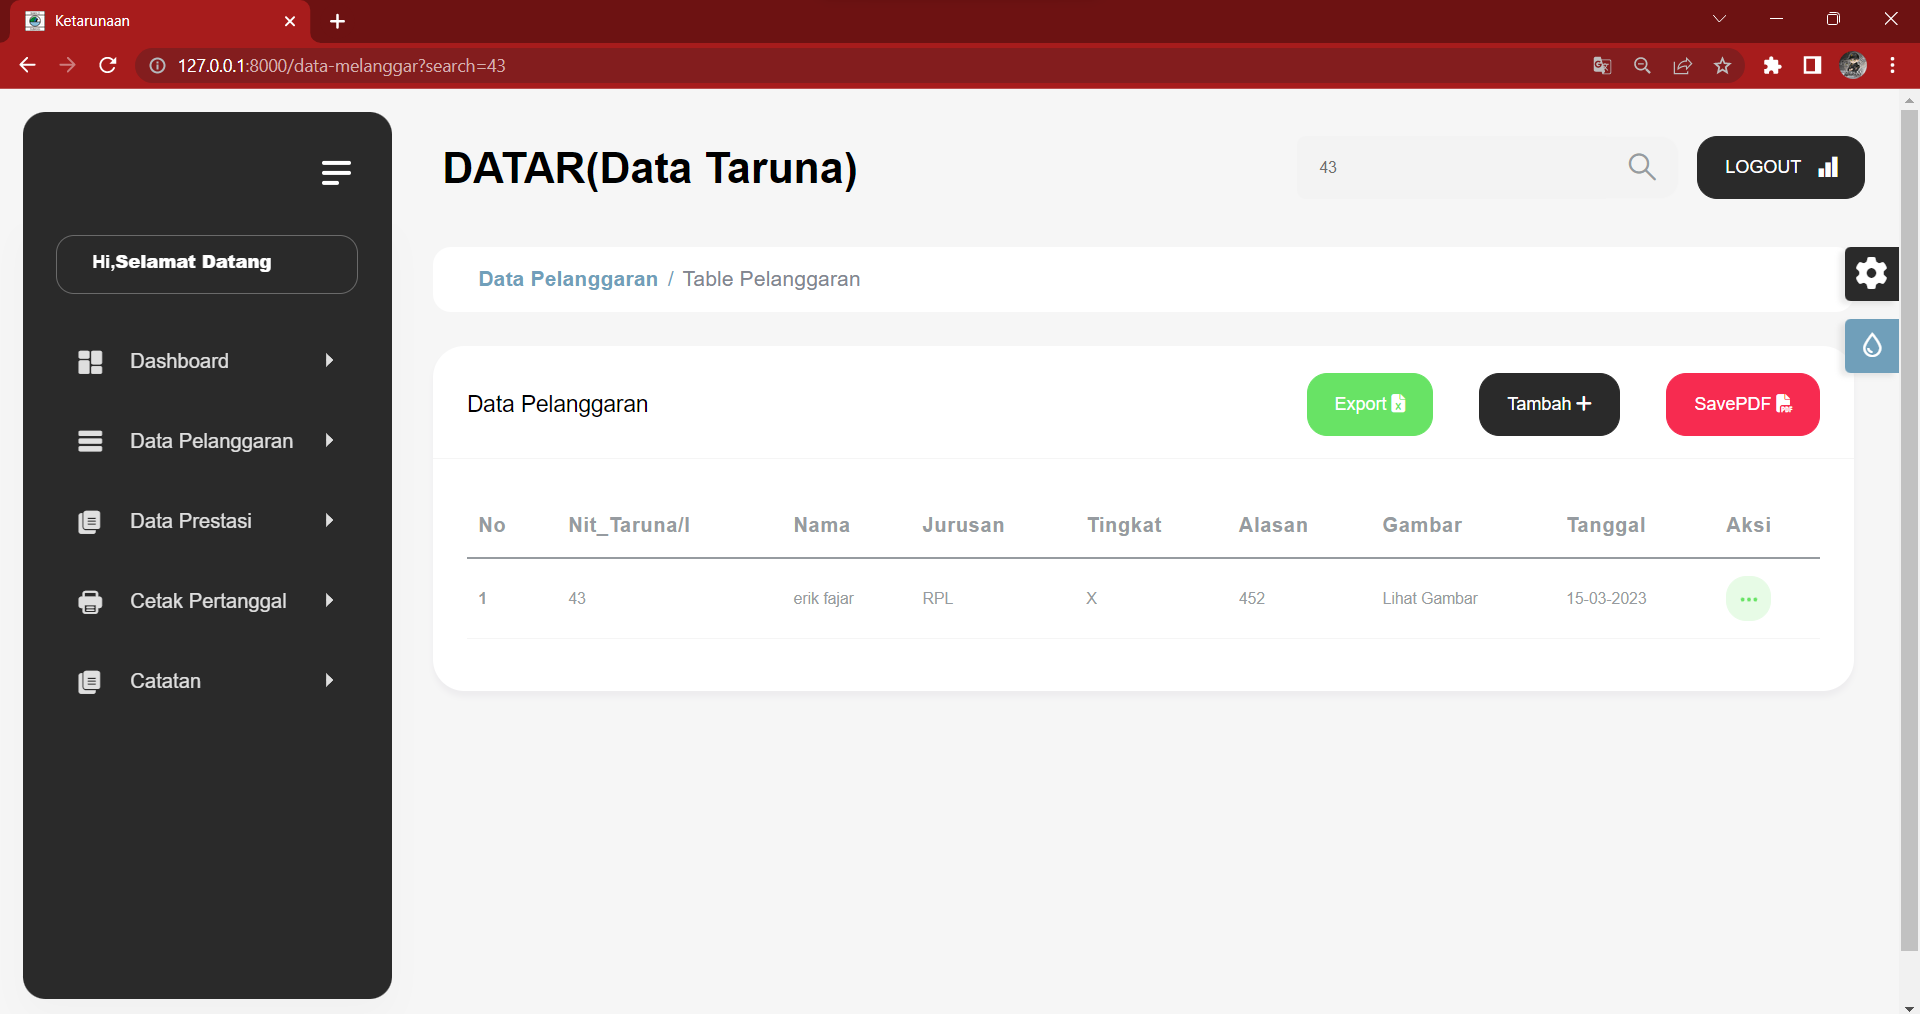 Ketarunaan
127.0.0.1:8000/data-melanggar?search=43
DATAR(Data Taruna)
43
LOGOUT
Hi,Selamat Datang
Dashboard
Data Pelanggaran
Data Prestasi
Cetak Pertanggal
Catatan
Data Pelanggaran / Table Pelanggaran
Data Pelanggaran
Export
Tambah
SavePDF
No Nit_Taruna/I Nama Jurusan Tingkat Alasan Gambar Tanggal Aksi
1 43 erik fajar RPL X 452 Lihat Gambar 15-03-2023